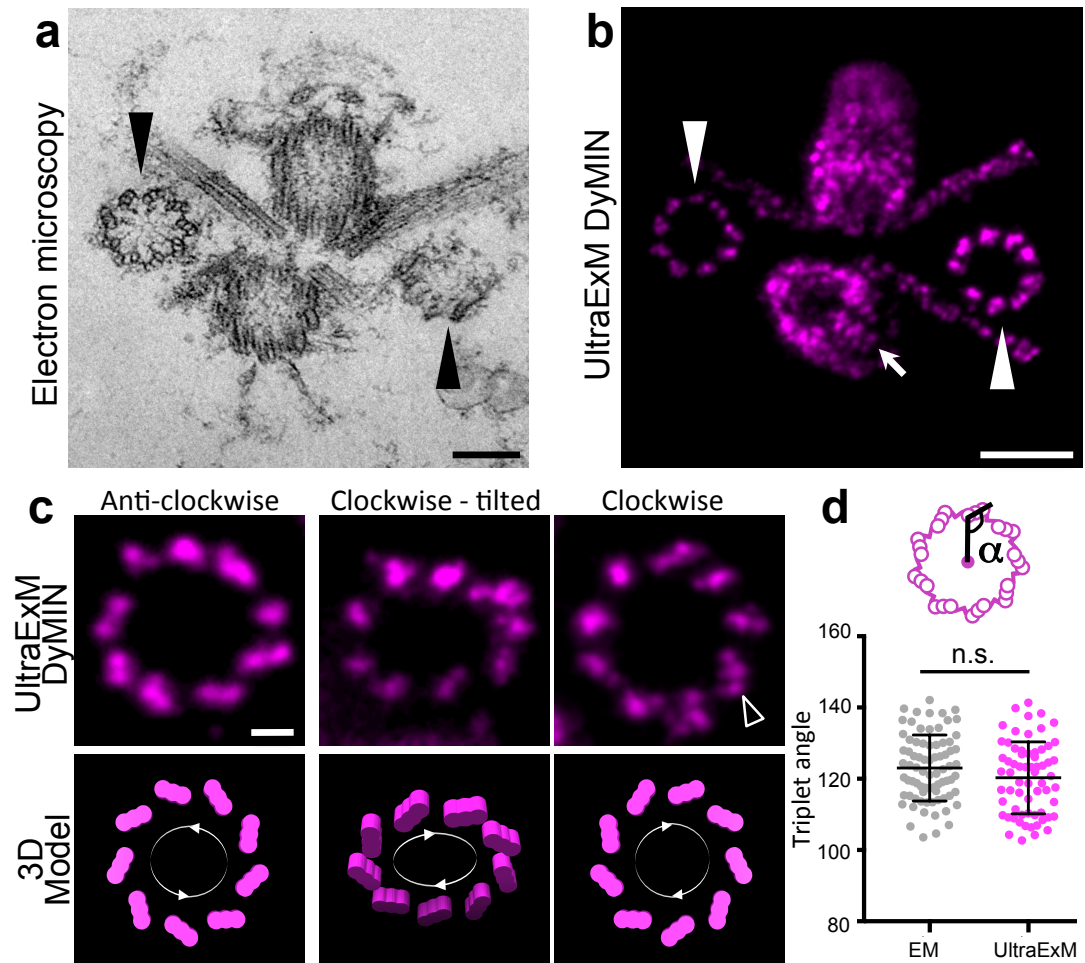 a
Electron microscopy
b
UltraExM DyMIN
c
Anti-clockwise
Clockwise - tilted
Clockwise
UltraExM
DyMIN
3D
Model
d
α
n.s.
Triplet angle
160
140
120
100
80
EM
UltraExM